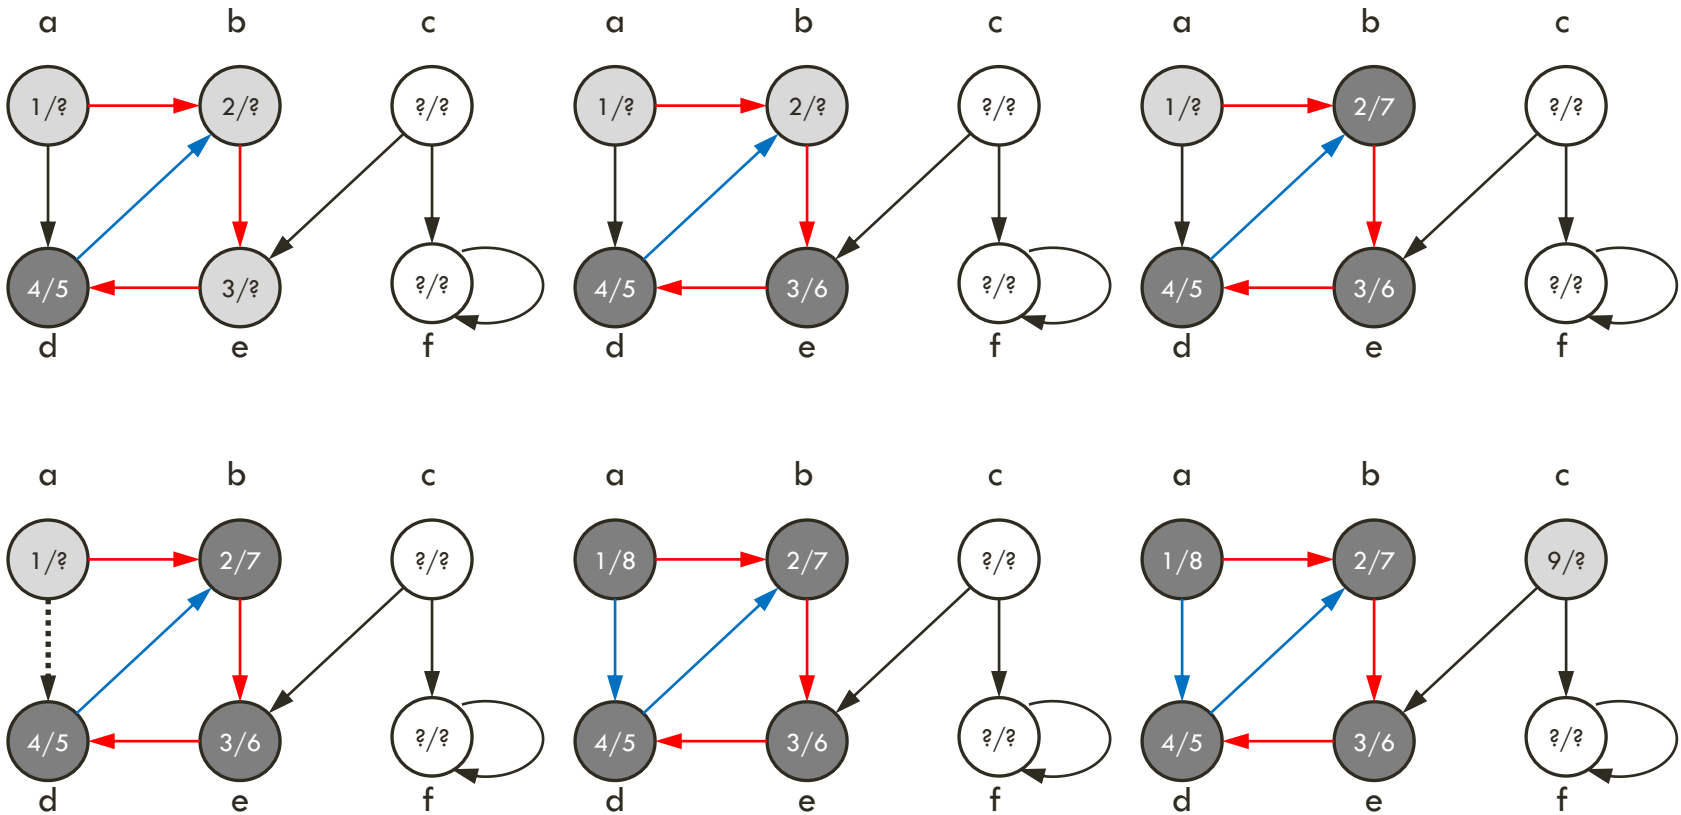 a b c a b c a b c
1/? 2/? ?/? 1/? 2/? ?/? 1/? 2/7 ?/?
4/5 3/? ?/? 4/5 3/6 ?/? 4/5 3/6 ?/?
d e f d e f d e f
a b c a b c a b c
1/? 2/7 ?/? 1/8 2/7 ?/? 1/8 2/7 9/?
4/5 3/6 ?/? 4/5 3/6 ?/? 4/5 3/6 ?/?
d e f d e f d e f